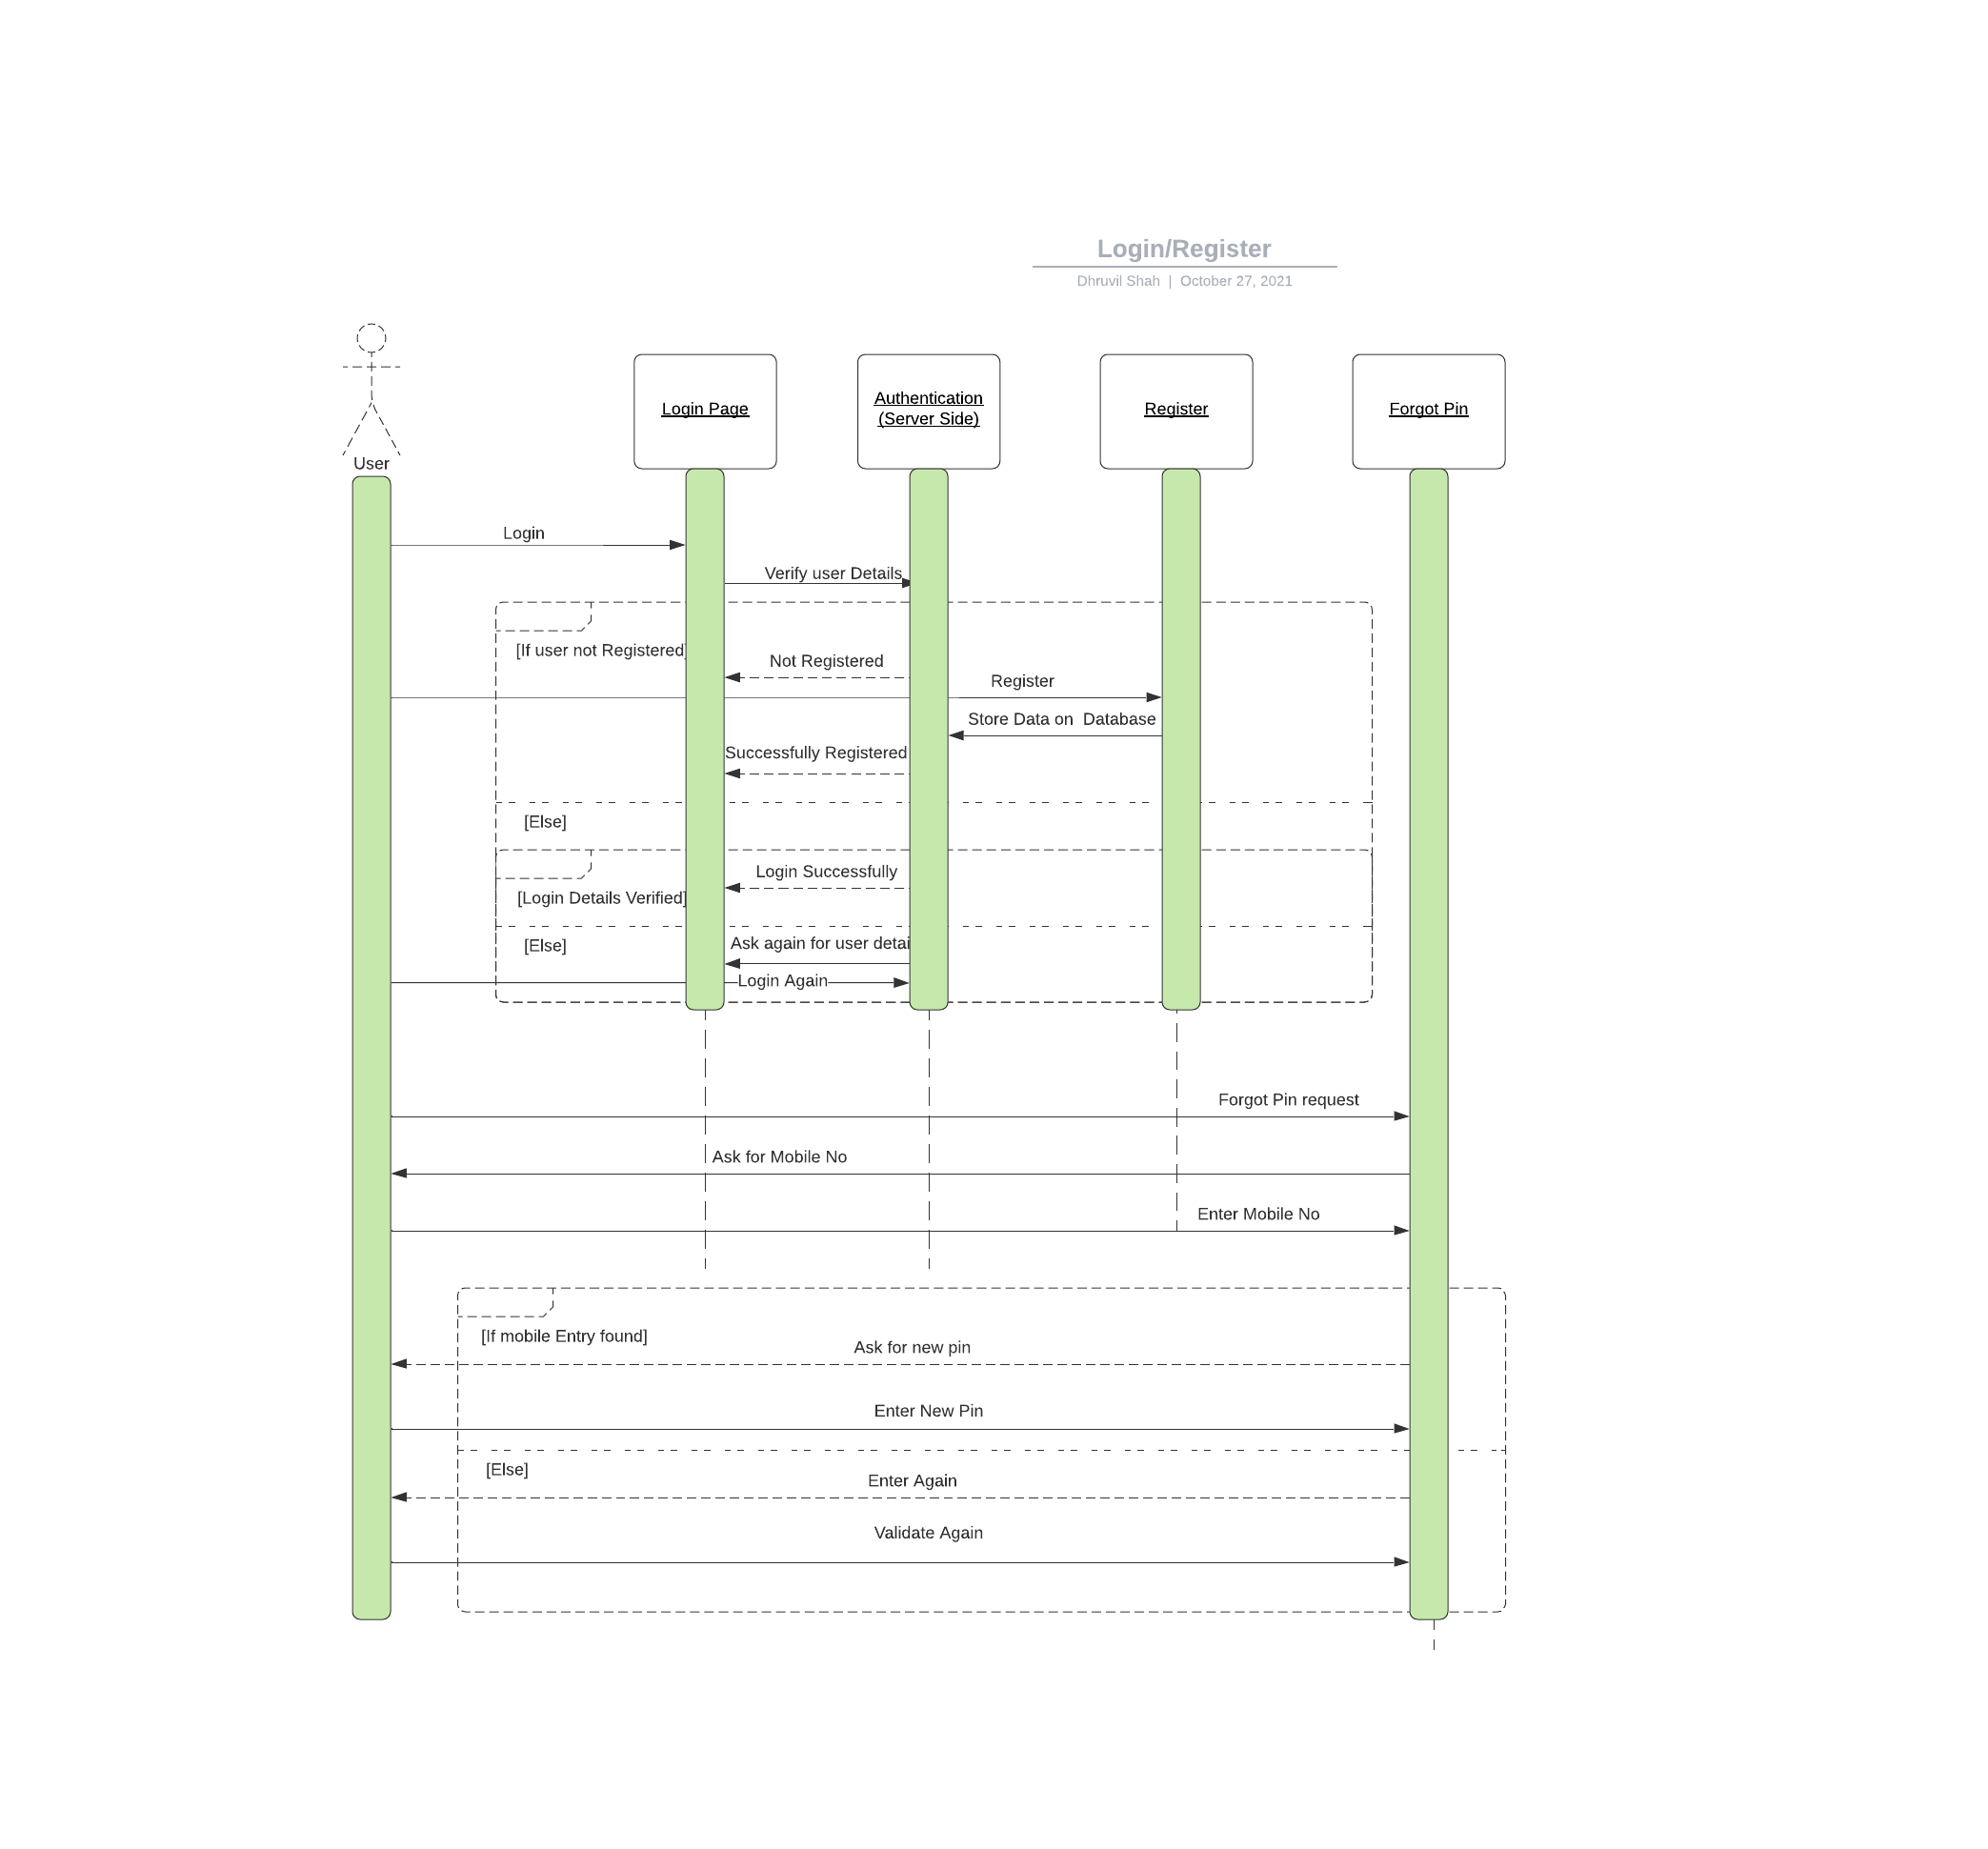 Login/Register
Dhruvil Shah | October 27, 2021
User
Login Page
Authentication
(Server Side)
Register
Forgot Pin
Login
Verify user Details
[If user not Registered]
Not Registered
Register
Store Data on  Database
Successfully Registered
[Else]
Login Successfully
[Login Details Verified]
[Else]
Ask again for user detai
Login Again
Forgot Pin request
Ask for Mobile No
Enter Mobile No
[If mobile Entry found]
Ask for new pin
Enter New Pin
[Else]
Enter Again
Validate Again